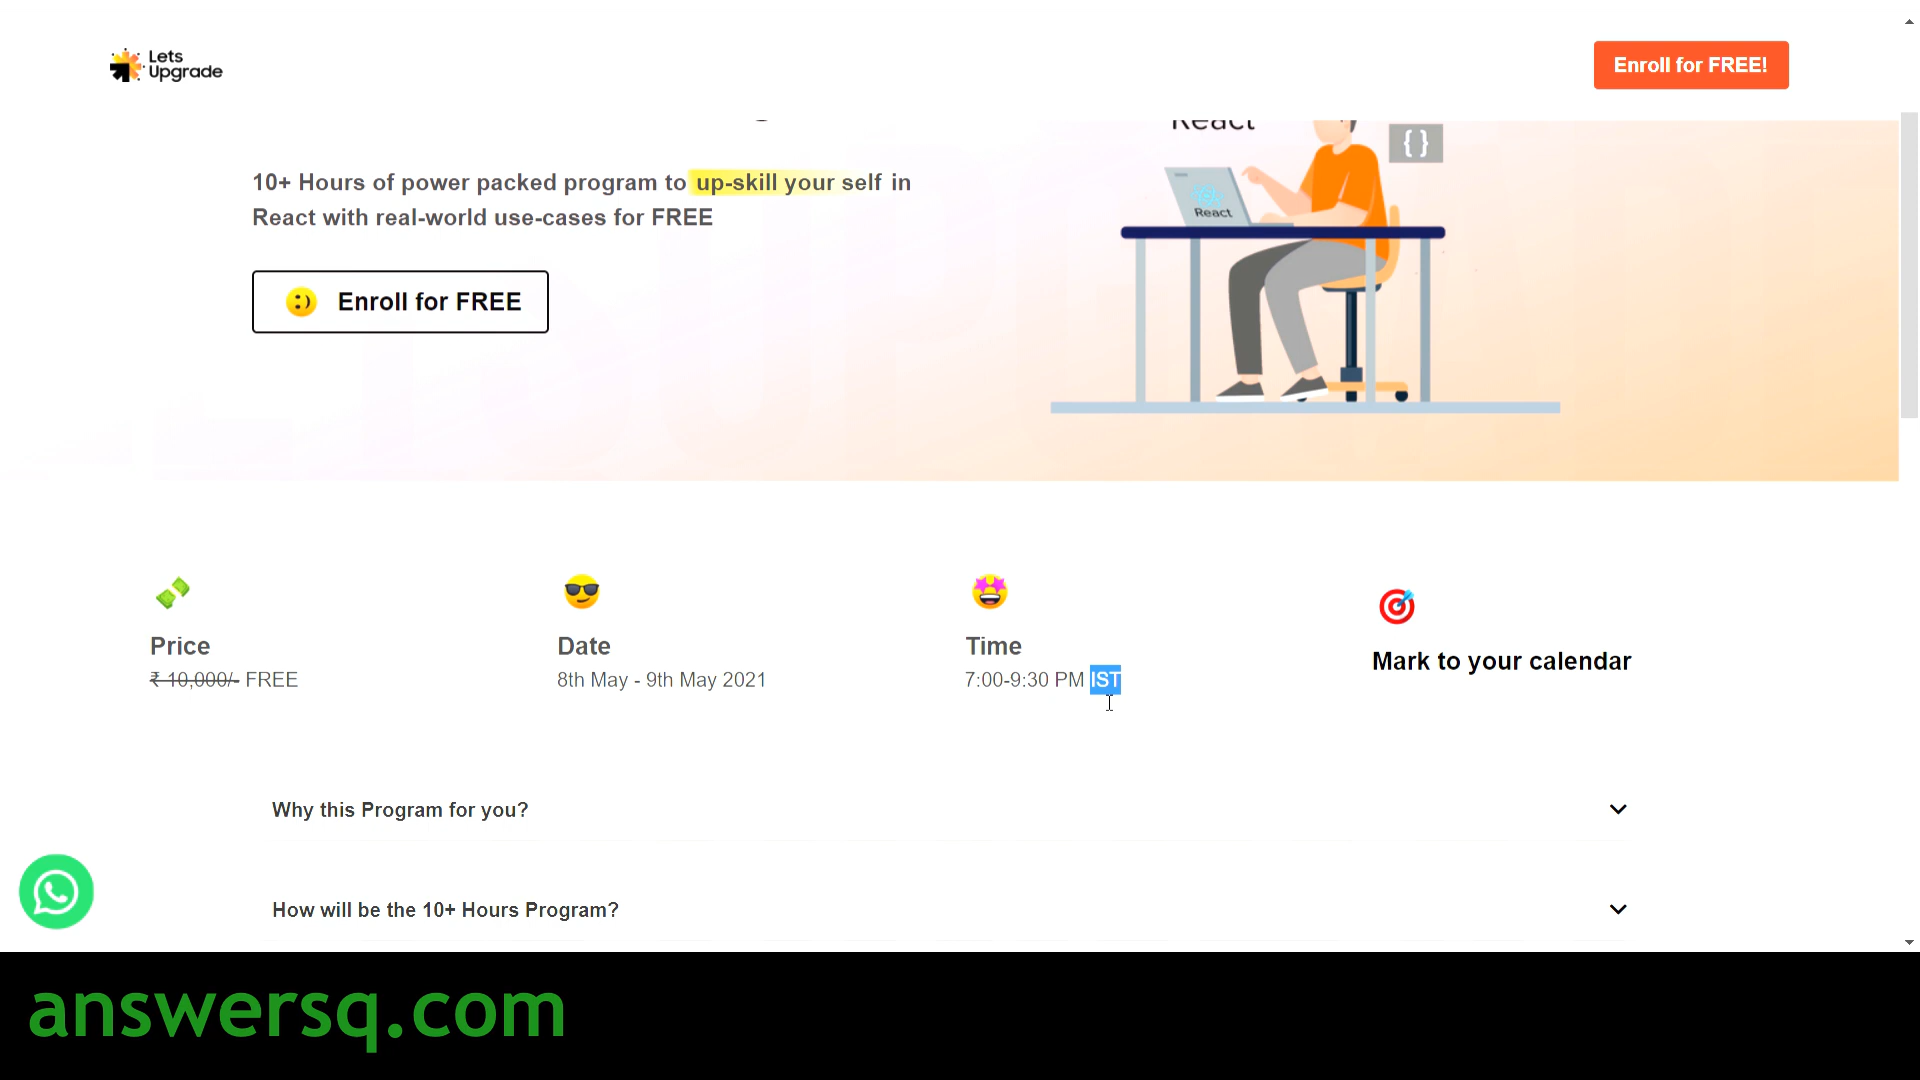 Lets
Upgrade
Enroll for FREE!
React
{ }
10+ Hours of power packed program to up-skill your self in
React with real-world use-cases for FREE
React
Enroll for FREE
Price
₹ 10,000/- FREE
Date
8th May - 9th May 2021
Time
7:00-9:30 PM IST
Mark to your calendar
Why this Program for you?
How will be the 10+ Hours Program?
answersq.com